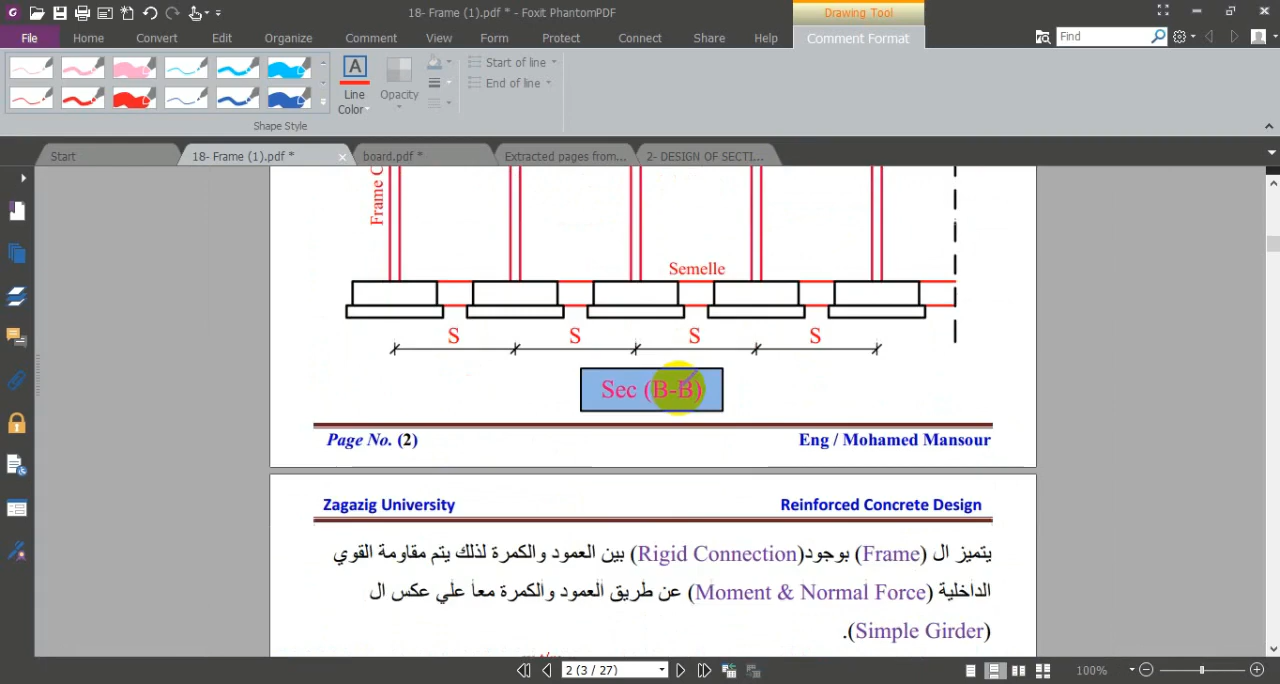 18- Frame (1).pdf * - Foxit PhantomPDF
Drawing Tool
File Home Convert Edit Organize Comment View Form Protect Connect Share Help Comment Format
Find
Line Color
Opacity
Start of line
End of line
Shape Style
Start
18- Frame (1).pdf *
board.pdf *
Extracted pages from...
2- DESIGN OF SECTI...
Frame C
Semelle
S S S S
Sec (B-B)
Page No. (2)
Eng / Mohamed Mansour
Zagazig University
Reinforced Concrete Design
يتميز ال (Frame) بوجود(Rigid Connection) بين العمود والكمرة لذلك يتم مقاومة القوي
الداخلية (Moment & Normal Force) عن طريق العمود والكمرة معا علي عكس ال
(Simple Girder).
2 (3 / 27)
100%